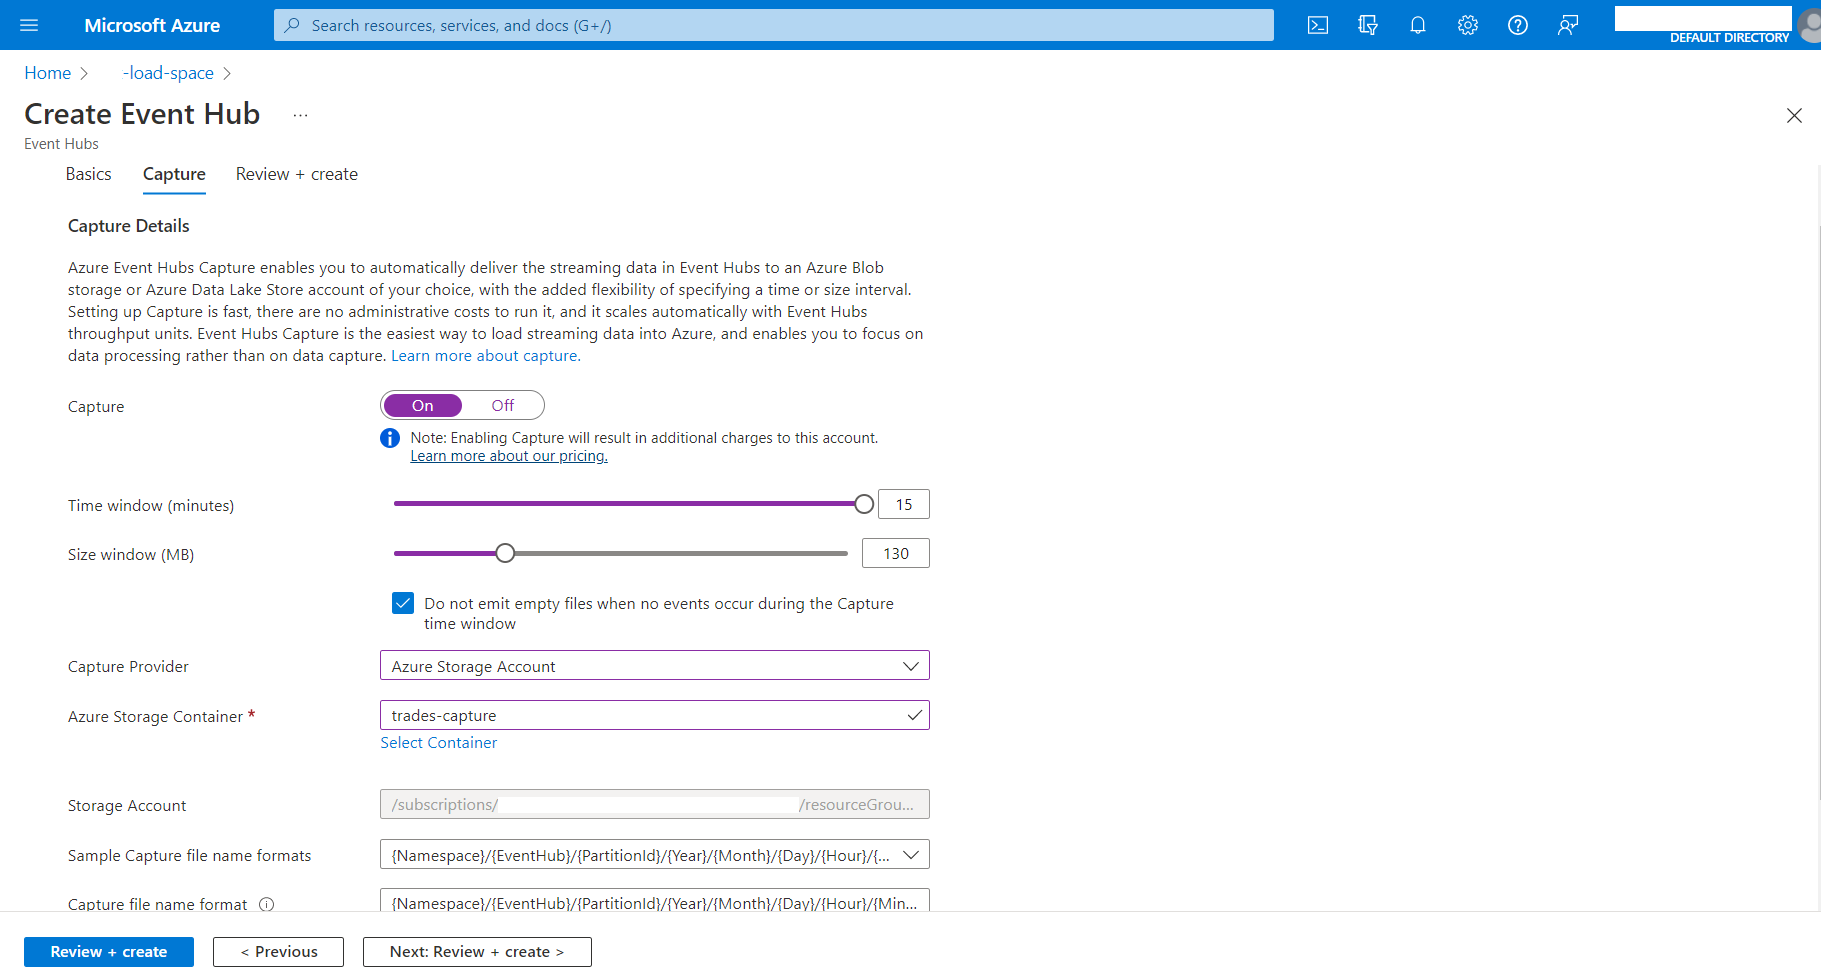 Microsoft Azure
Search resources, services, and docs (G+/)
DEFAULT DIRECTORY
Home > -load-space >
Create Event Hub ...
Event Hubs
Basics Capture Review + create
Capture Details
Azure Event Hubs Capture enables you to automatically deliver the streaming data in Event Hubs to an Azure Blob
storage or Azure Data Lake Store account of your choice, with the added flexibility of specifying a time or size interval.
Setting up Capture is fast, there are no administrative costs to run it, and it scales automatically with Event Hubs
throughput units. Event Hubs Capture is the easiest way to load streaming data into Azure, and enables you to focus on
data processing rather than on data capture. Learn more about capture.
Capture On Off
Note: Enabling Capture will result in additional charges to this account.
Learn more about our pricing.
Time window (minutes) 15
Size window (MB) 130
Do not emit empty files when no events occur during the Capture
time window
Capture Provider Azure Storage Account
Azure Storage Container * trades-capture
Select Container
Storage Account /subscriptions/ /resourceGrou...
Sample Capture file name formats {Namespace}/{EventHub}/{PartitionId}/{Year}/{Month}/{Day}/{Hour}/{...
Capture file name format {Namespace}/{EventHub}/{PartitionId}/{Year}/{Month}/{Day}/{Hour}/{Min...
Review + create < Previous Next: Review + create >